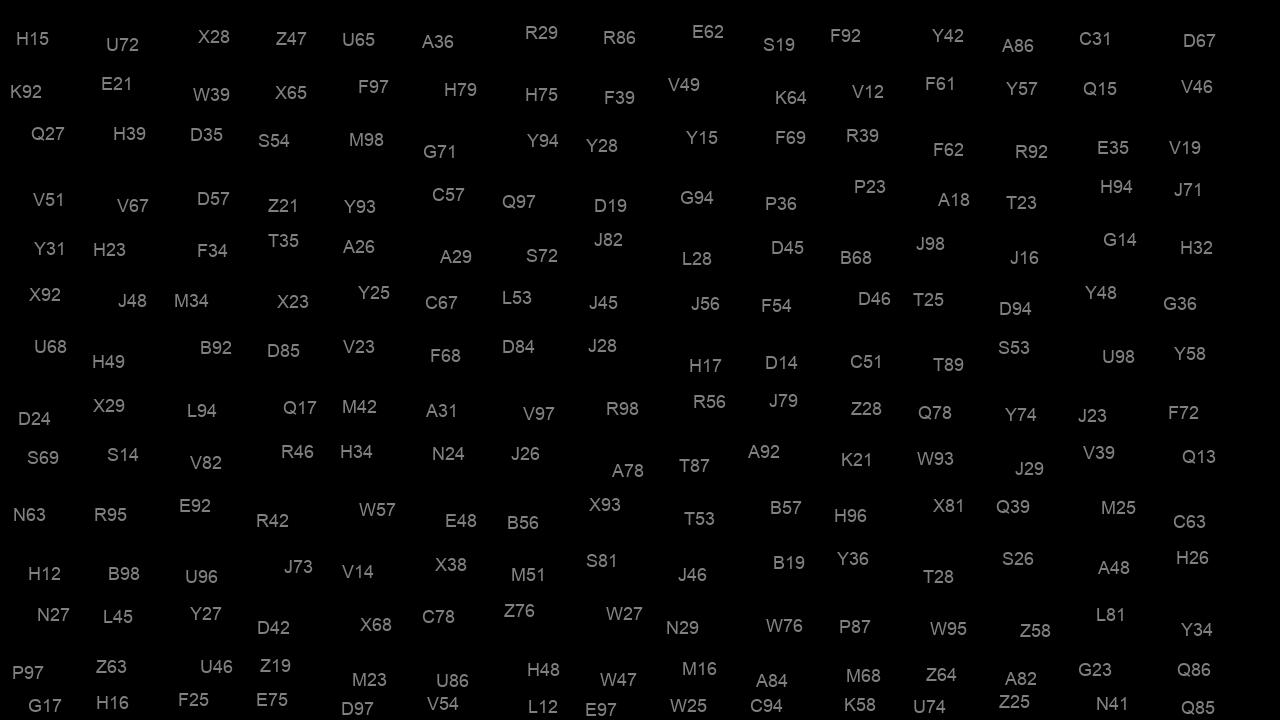 H15 U72 X28 Z47 U65 A36 R29 R86 E62 S19 F92 Y42 A86 C31 D67
K92 E21 W39 X65 F97 H79 H75 F39 V49 K64 V12 F61 Y57 Q15 V46
Q27 H39 D35 S54 M98 G71 Y94 Y28 Y15 F69 R39 F62 R92 E35 V19
V51 V67 D57 Z21 Y93 C57 Q97 D19 G94 P36 P23 A18 T23 H94 J71
Y31 H23 F34 T35 A26 A29 S72 J82 L28 D45 B68 J98 J16 G14 H32
X92 J48 M34 X23 Y25 C67 L53 J45 J56 F54 D46 T25 D94 Y48 G36
U68 H49 B92 D85 V23 F68 D84 J28 H17 D14 C51 T89 S53 U98 Y58
D24 X29 L94 Q17 M42 A31 V97 R98 R56 J79 Z28 Q78 Y74 J23 F72
S69 S14 V82 R46 H34 N24 J26 A78 T87 A92 K21 W93 J29 V39 Q13
N63 R95 E92 R42 W57 E48 B56 X93 T53 B57 H96 X81 Q39 M25 C63
H12 B98 U96 J73 V14 X38 M51 S81 J46 B19 Y36 T28 S26 A48 H26
N27 L45 Y27 D42 X68 C78 Z76 W27 N29 W76 P87 W95 Z58 L81 Y34
P97 Z63 U46 Z19 M23 U86 H48 W47 M16 A84 M68 Z64 A82 G23 Q86
G17 H16 F25 E75 D97 V54 L12 E97 W25 C94 K58 U74 Z25 N41 Q85